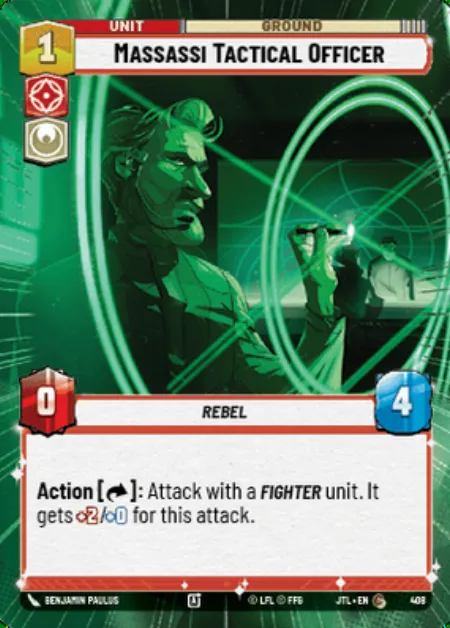 UNIT GROUND
1 MASSASSI TACTICAL OFFICER
0 REBEL 4
Action [ ]: Attack with a FIGHTER unit. It
gets +2/+0 for this attack.
BENJAMIN PAULUS A © LFL © FFG JTL • EN C 408